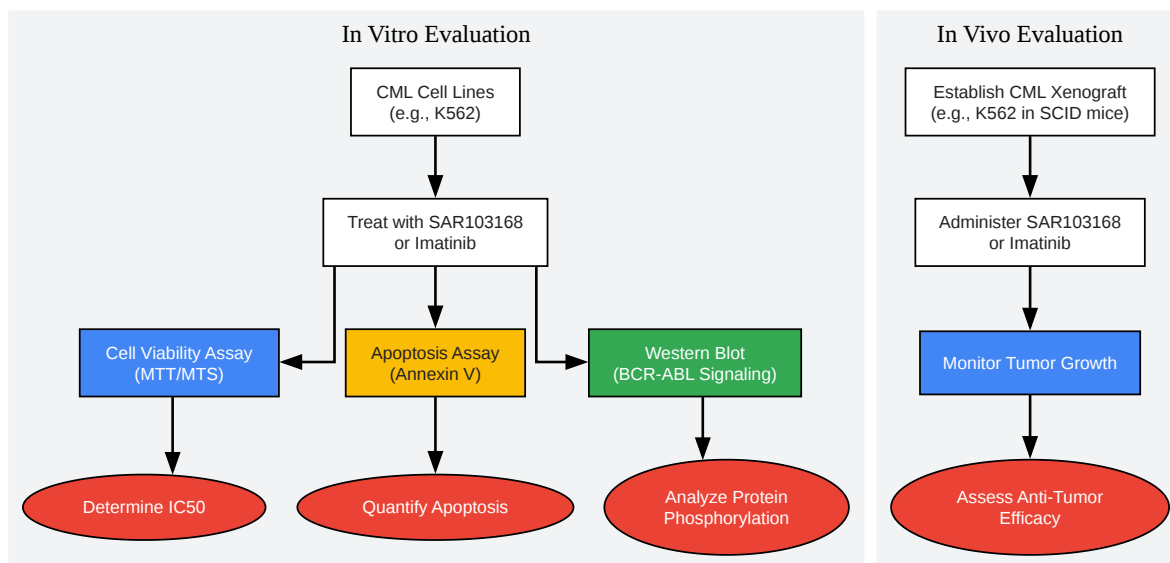 In Vitro Evaluation
CML Cell Lines
(e.g., K562)
Treat with SAR103168
or Imatinib
Cell Viability Assay
(MTT/MTS)
Apoptosis Assay
(Annexin V)
Western Blot
(BCR-ABL Signaling)
Determine IC50
Quantify Apoptosis
Analyze Protein
Phosphorylation
In Vivo Evaluation
Establish CML Xenograft
(e.g., K562 in SCID mice)
Administer SAR103168
or Imatinib
Monitor Tumor Growth
Assess Anti-Tumor
Efficacy